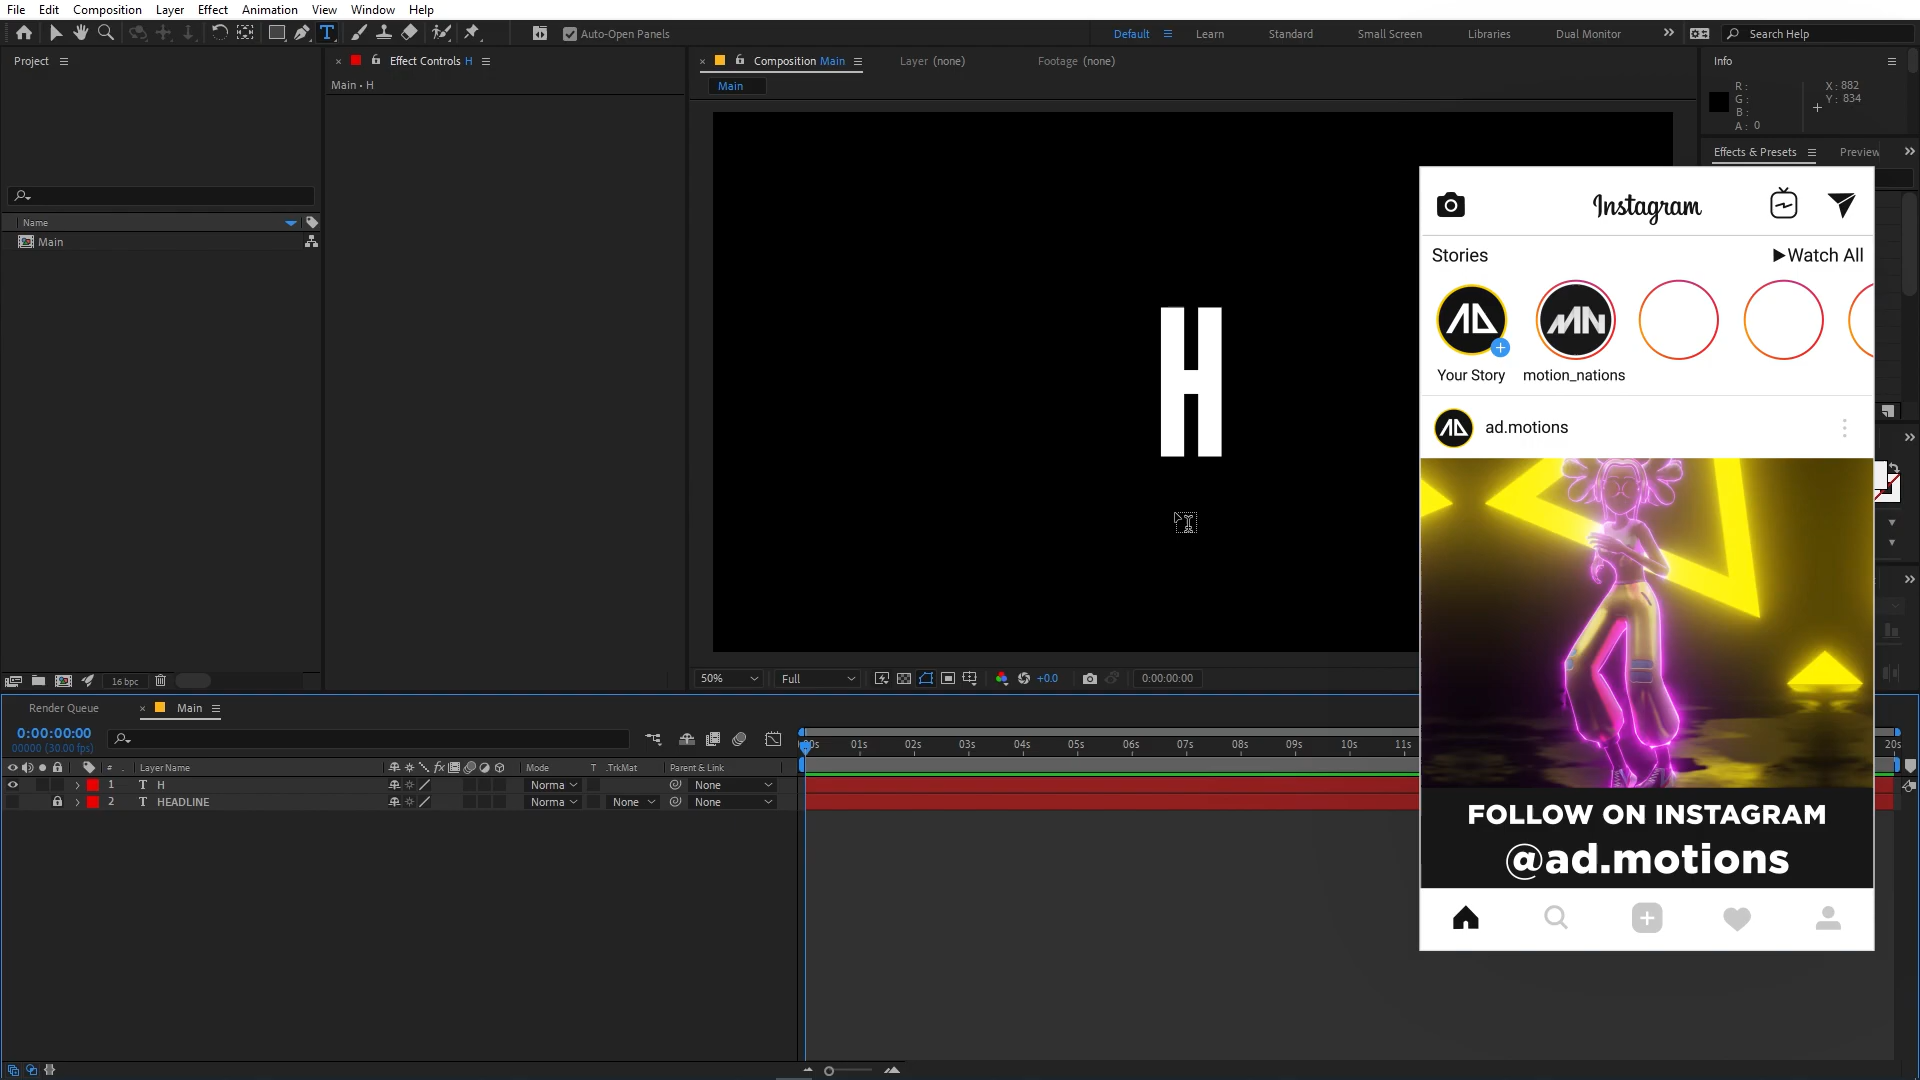 File Edit Composition Layer Effect Animation View Window Help
T Auto-Open Panels Default Learn Standard Small Screen Libraries Dual Monitor Search Help
Project
Effect Controls H
Main • H
Composition Main
Layer (none)
Footage (none)
Main
Info
R :
G :
B :
A : 0
X : 882
Y : 834
Effects & Presets
Preview
Name
Main
H
Instagram
Stories
Watch All
Your Story
motion_nations
ad.motions
FOLLOW ON INSTAGRAM
@ad.motions
16 bpc
50%
Full
+0.0
0:00:00:00
Render Queue
Main
0:00:00:00
00000 (30.00 fps)
00s 01s 02s 03s 04s 05s 06s 07s 08s 09s 10s 11s 20s
# Layer Name fx Mode T .TrkMat Parent & Link
1 T H Norma None
2 T HEADLINE Norma None None